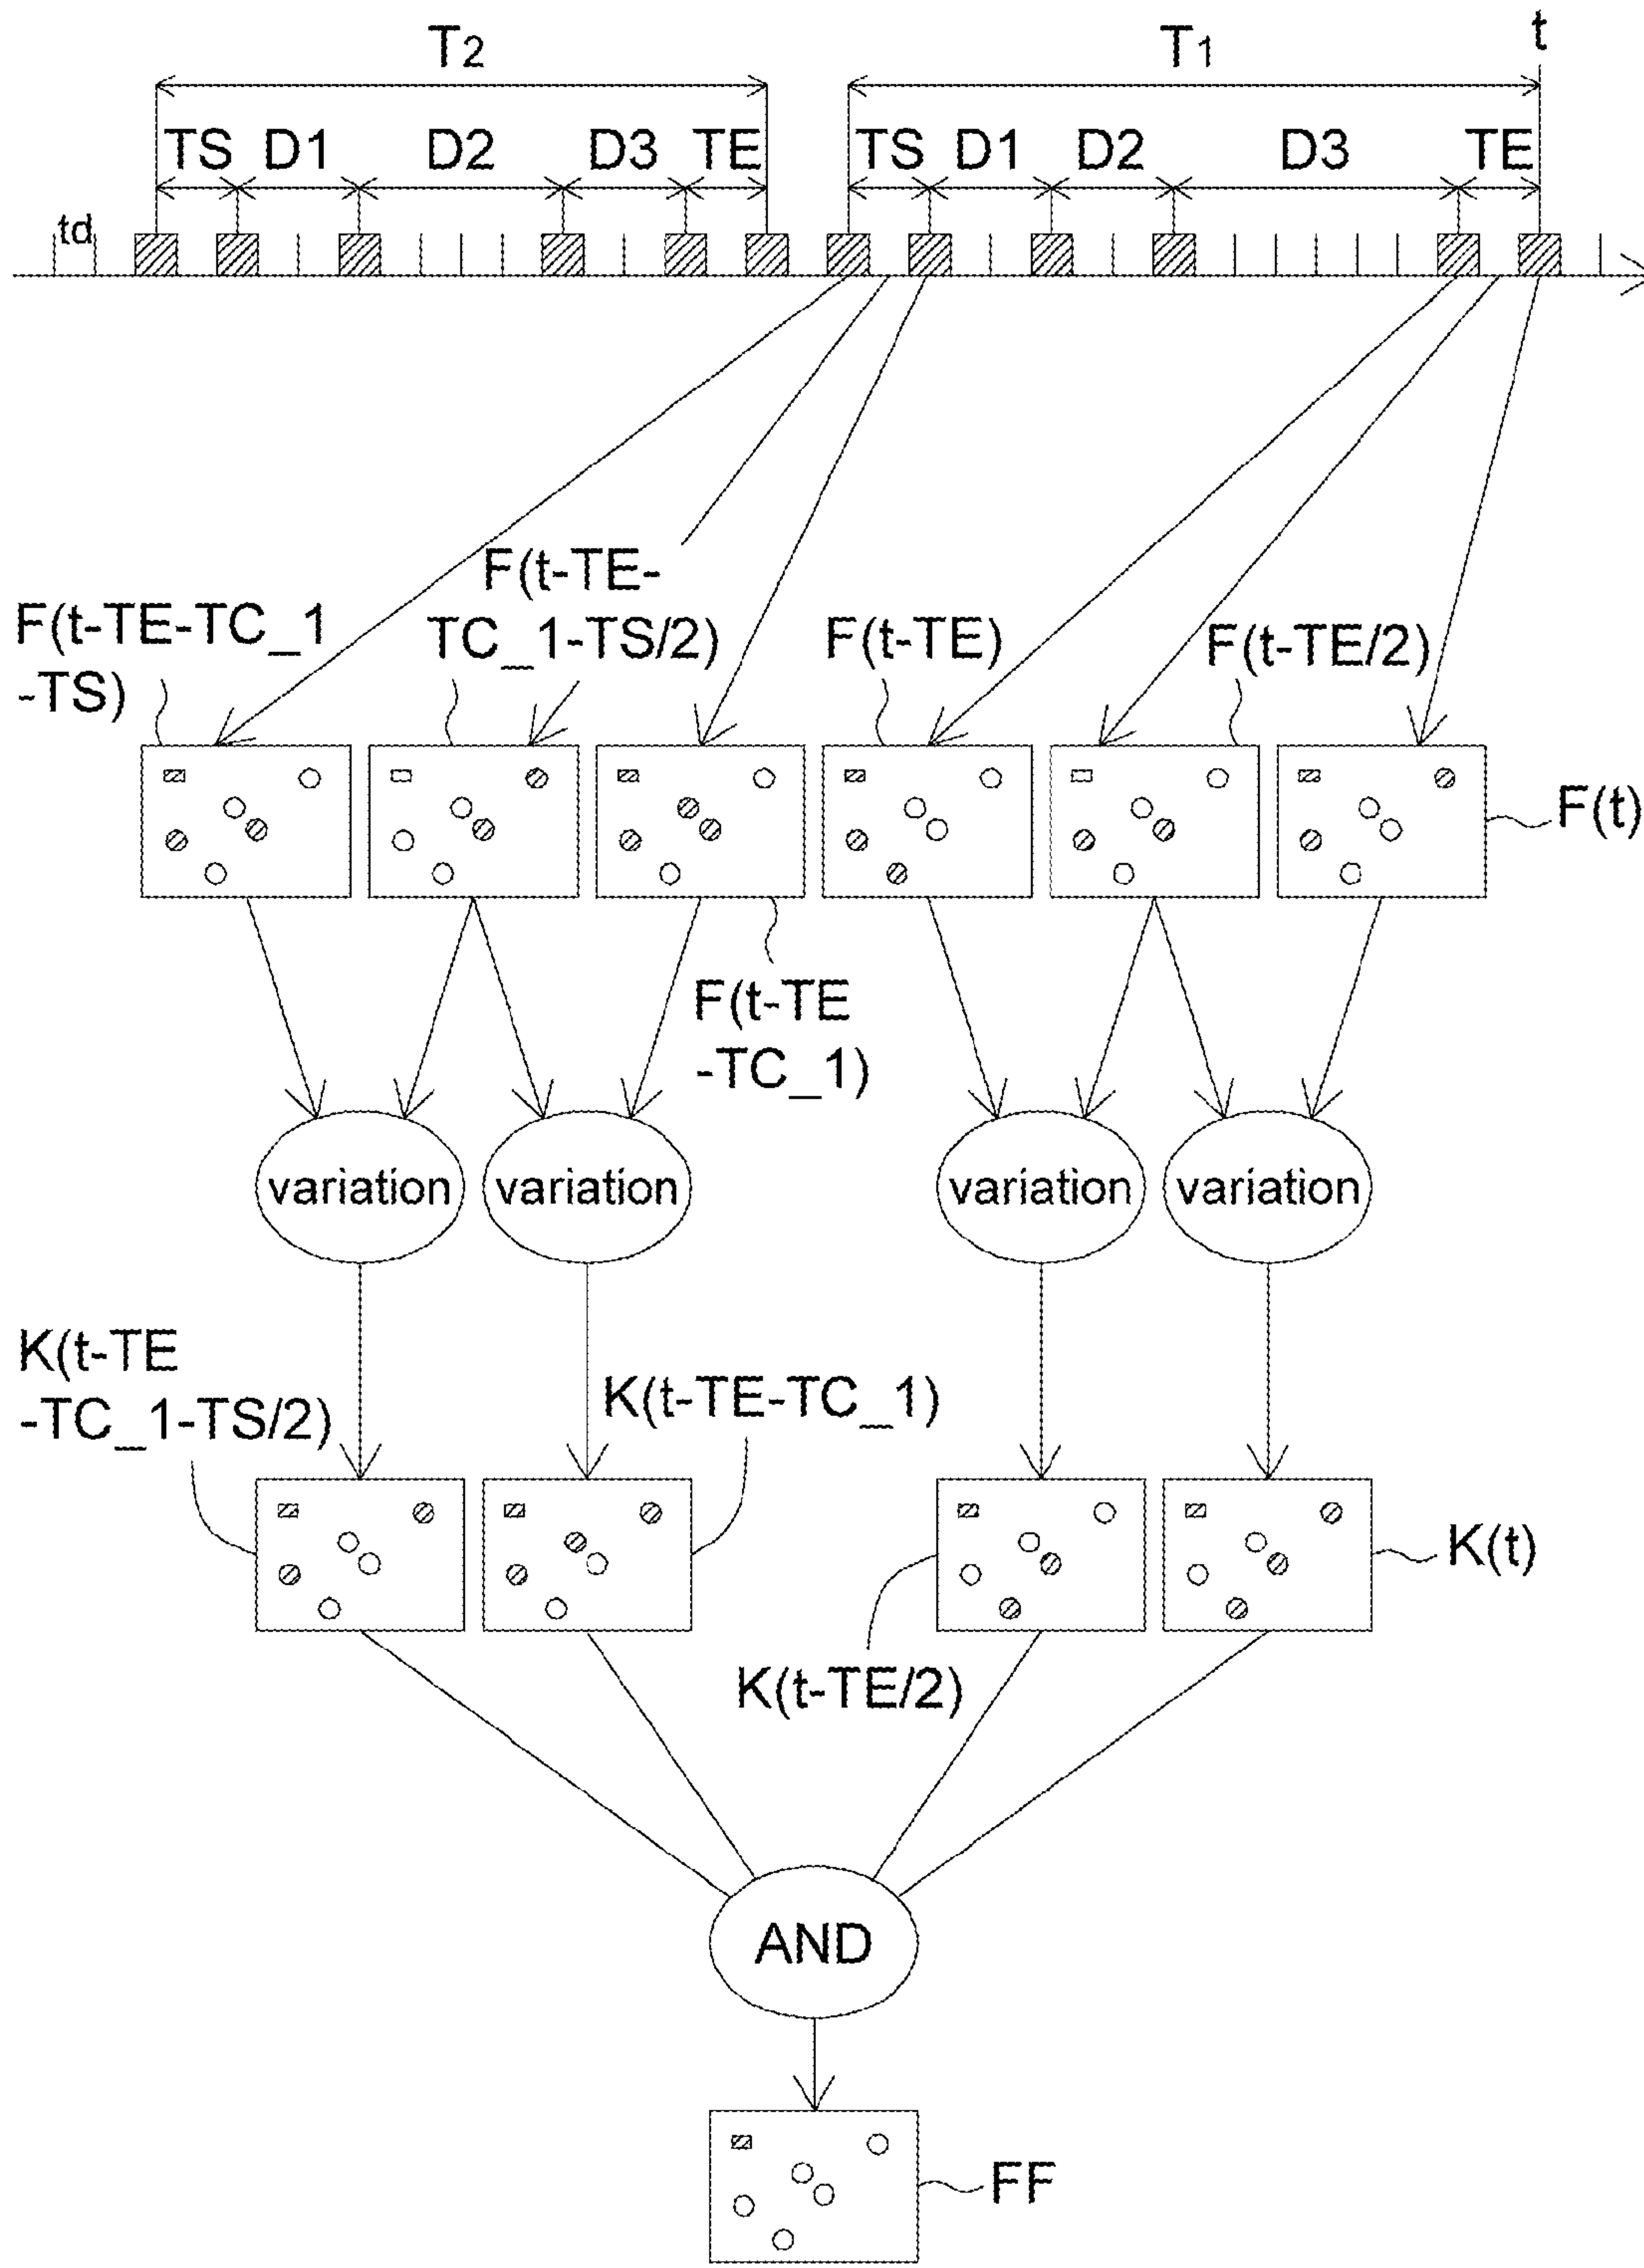 T2 T1 t
TS D1 D2 D3 TE TS D1 D2 D3 TE
td
F(t-TE-TC_1
-TS)
F(t-TE-
TC_1-TS/2)
F(t-TE)
F(t-TE/2)
F(t)
F(t-TE
-TC_1)
variation variation variation variation
K(t-TE
-TC_1-TS/2)
K(t-TE-TC_1)
K(t-TE/2)
K(t)
AND
FF